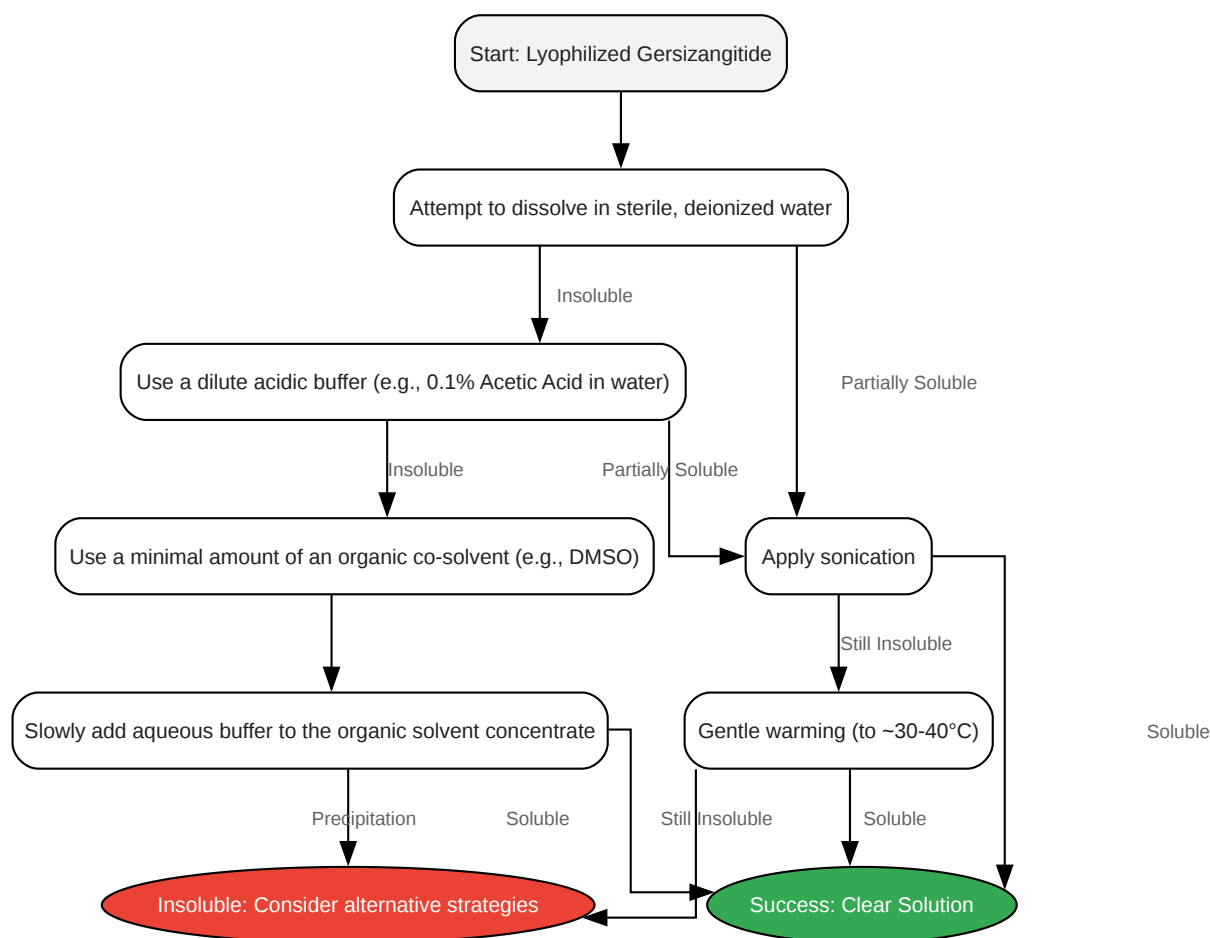 Start: Lyophilized Gersizangitide
Attempt to dissolve in sterile, deionized water
Insoluble
Use a dilute acidic buffer (e.g., 0.1% Acetic Acid in water)
Partially Soluble
Insoluble
Partially Soluble
Use a minimal amount of an organic co-solvent (e.g., DMSO)
Apply sonication
Still Insoluble
Slowly add aqueous buffer to the organic solvent concentrate
Gentle warming (to ~30-40°C)
Soluble
Precipitation
Soluble
Still Insoluble
Soluble
Insoluble: Consider alternative strategies
Success: Clear Solution